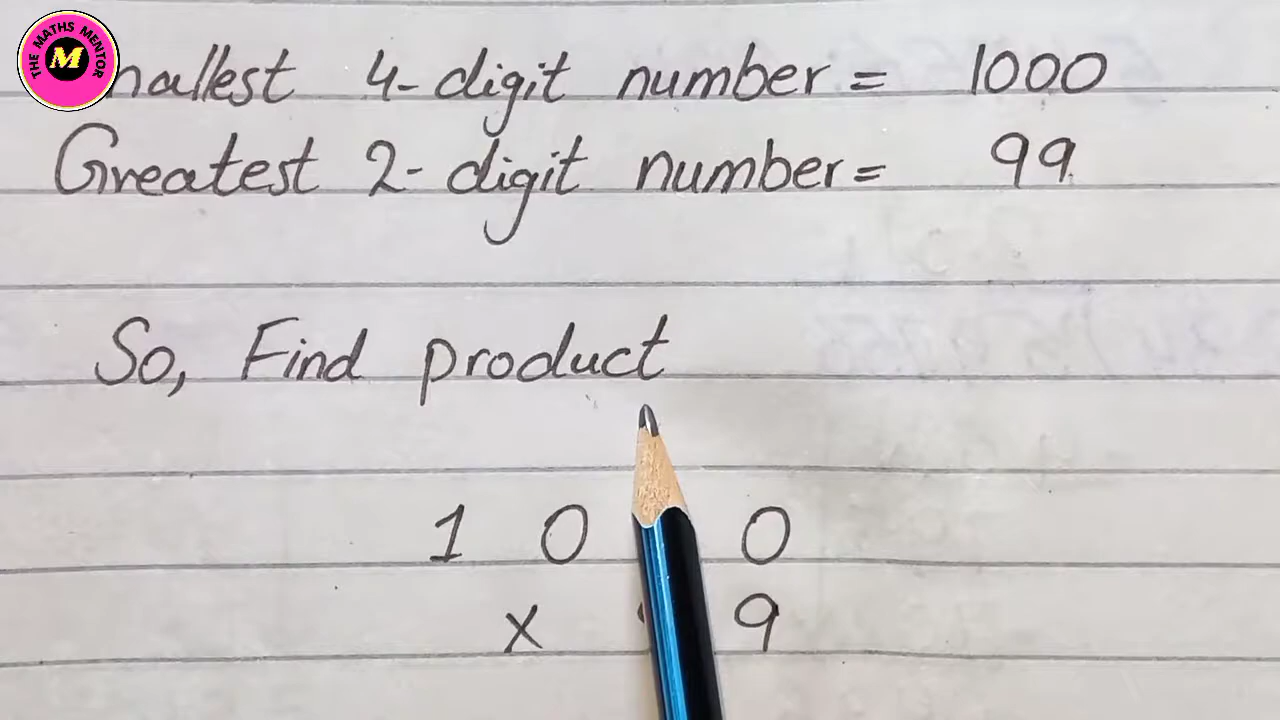 THE MATHS MENTOR
M
mallest 4-digit number = 1000
Greatest 2-digit number = 99
So, Find product
1 0 0
x 9